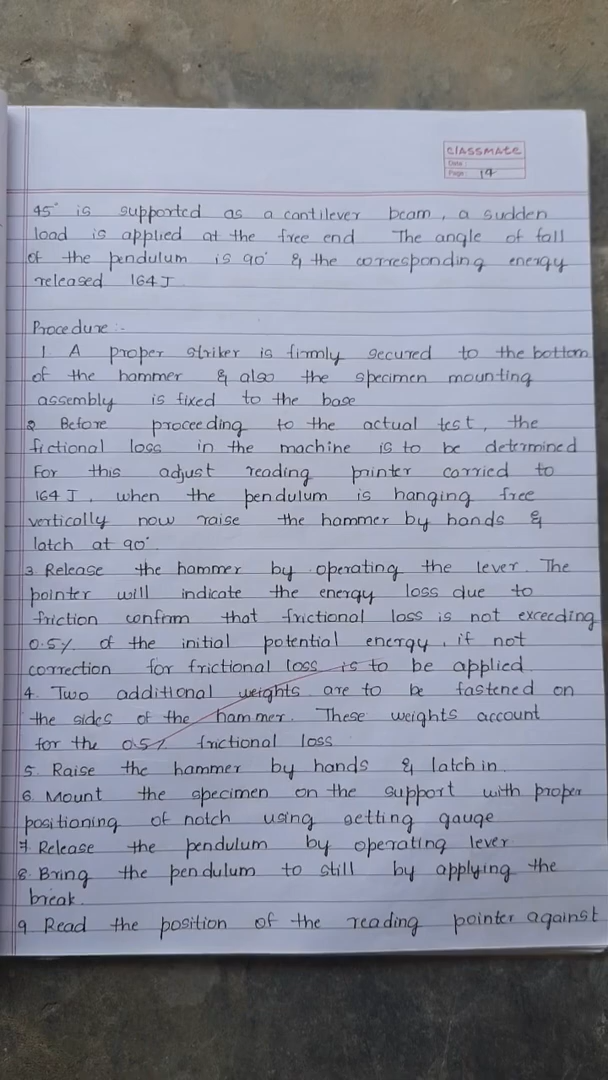 classmate
Date :
Page : 14
45° is supported as a cantilever beam, a sudden
load is applied at the free end The angle of fall
of the pendulum is 90° & the corresponding energy
released 164 J
Procedure :-
1. A proper striker is firmly secured to the bottom
of the hammer & also the specimen mounting
assembly is fixed to the base
2 Before proceeding to the actual test, the
frictional loss in the machine is to be determined
For this adjust reading printer carried to
164 J, when the pendulum is hanging free
vertically now raise the hammer by hands &
latch at 90°
3. Release the hammer by operating the lever. The
pointer will indicate the energy loss due to
friction confrm that frictional loss is not exceeding
0.5% of the initial potential energy, if not
correction for frictional loss is to be applied
4. Two additional weights are to be fastened on
the sides of the hammer. These weights account
for the 0.5% frictional loss
5. Raise the hammer by hands & latch in.
6. Mount the specimen on the support with proper
positioning of notch using setting gauge
7. Release the pendulum by operating lever
8. Bring the pendulum to still by applying the
break.
9 Read the position of the reading pointer against